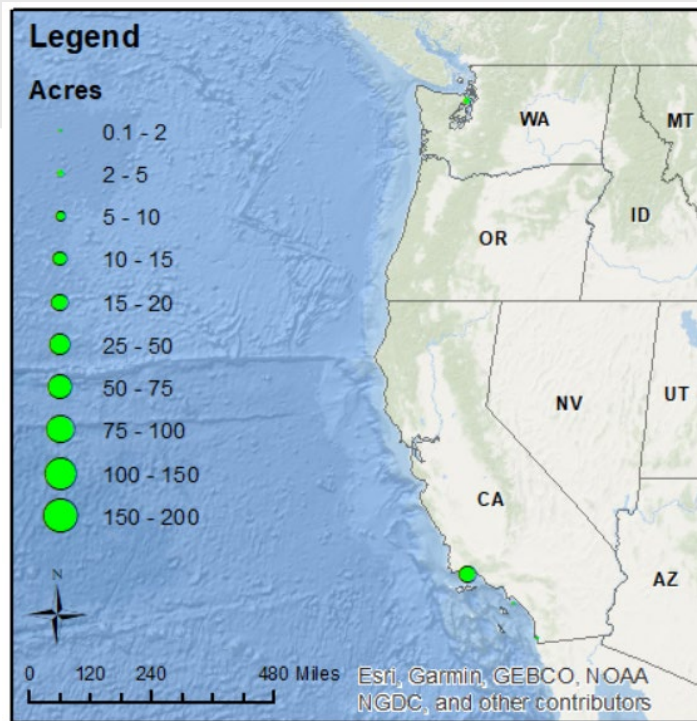 Legend
Acres
0.1 - 2
2 - 5
5 - 10
10 - 15
15 - 20
25 - 50
50 - 75
75 - 100
100 - 150
150 - 200
WA
MT
OR
ID
NV
UT
CA
AZ
N
0 120 240 480 Miles
Esri, Garmin, GEBCO, NOAA
NGDC, and other contributors